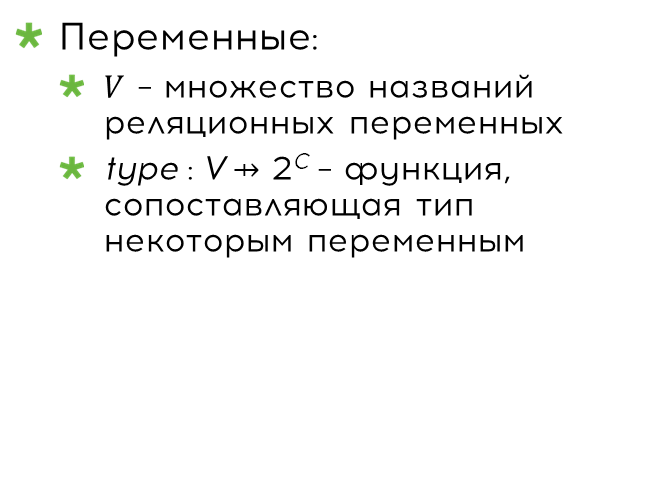 * Переменные:
* V – множество названий
реляционных переменных
* type : V ⇸ 2^C – функция,
сопоставляющая тип
некоторым переменным